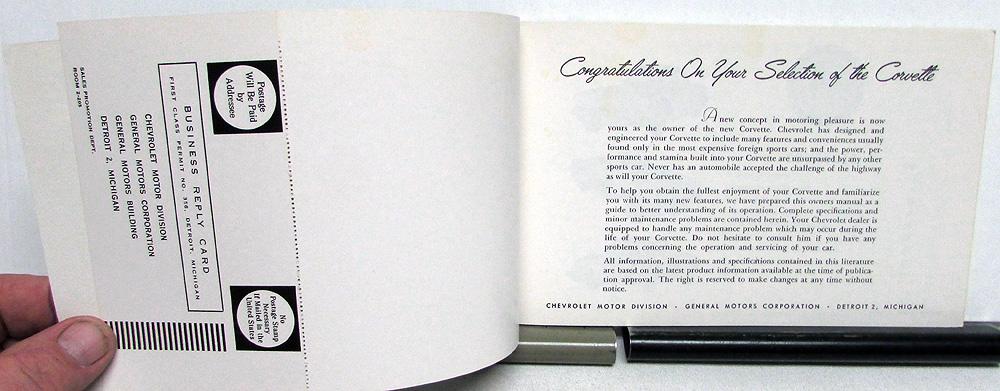 Postage
Will Be Paid
by
Addressee
No
Postage Stamp
Necessary
If Mailed in the
United States
BUSINESS REPLY CARD
FIRST CLASS PERMIT NO. 356, DETROIT, MICHIGAN
CHEVROLET MOTOR DIVISION
GENERAL MOTORS CORPORATION
GENERAL MOTORS BUILDING
DETROIT 2, MICHIGAN
SALES PROMOTION DEPT.
ROOM 2-205
Congratulations On Your Selection of the Corvette
A new concept in motoring pleasure is now
yours as the owner of the new Corvette. Chevrolet has designed and
engineered your Corvette to include many features and conveniences usually
found only in the most expensive foreign sports cars; and the power, per-
formance and stamina built into your Corvette are unsurpassed by any other
sports car. Never has an automobile accepted the challenge of the highway
as will your Corvette.
To help you obtain the fullest enjoyment of your Corvette and familiarize
you with its many new features, we have prepared this owners manual as a
guide to better understanding of its operation. Complete specifications and
minor maintenance problems are contained herein. Your Chevrolet dealer is
equipped to handle any maintenance problem which may occur during the
life of your Corvette. Do not hesitate to consult him if you have any
problems concerning the operation and servicing of your car.
All information, illustrations and specifications contained in this literature
are based on the latest product information available at the time of publica-
tion approval. The right is reserved to make changes at any time without
notice.
CHEVROLET MOTOR DIVISION - GENERAL MOTORS CORPORATION - DETROIT 2, MICHIGAN